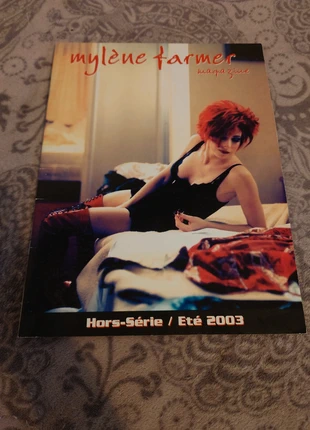 mylène farmer
Hors-Série / Eté 2003